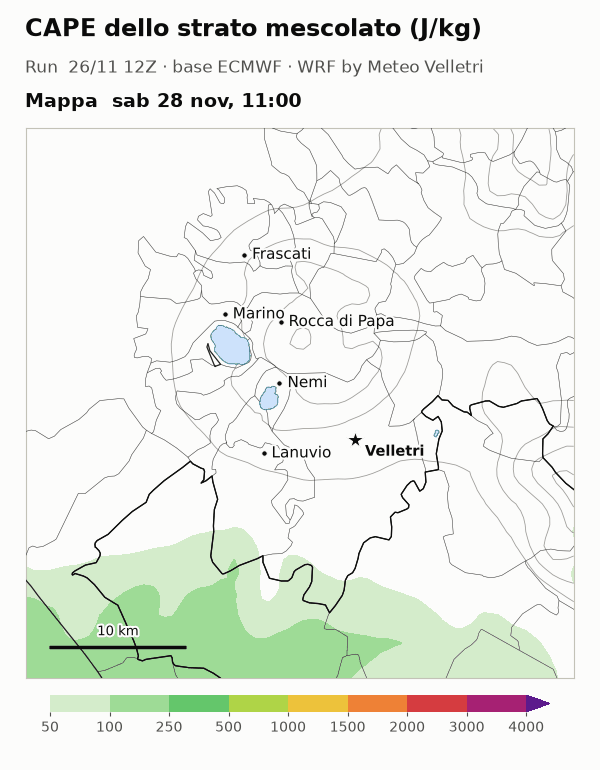 CAPE dello strato mescolato (J/kg)
Run  26/11 12Z · base ECMWF · WRF by Meteo Velletri
Mappa  sab 28 nov, 11:00
Frascati
Marino
Rocca di Papa
Nemi
Velletri
Lanuvio
10 km
50 100 250 500 1000 1500 2000 3000 4000